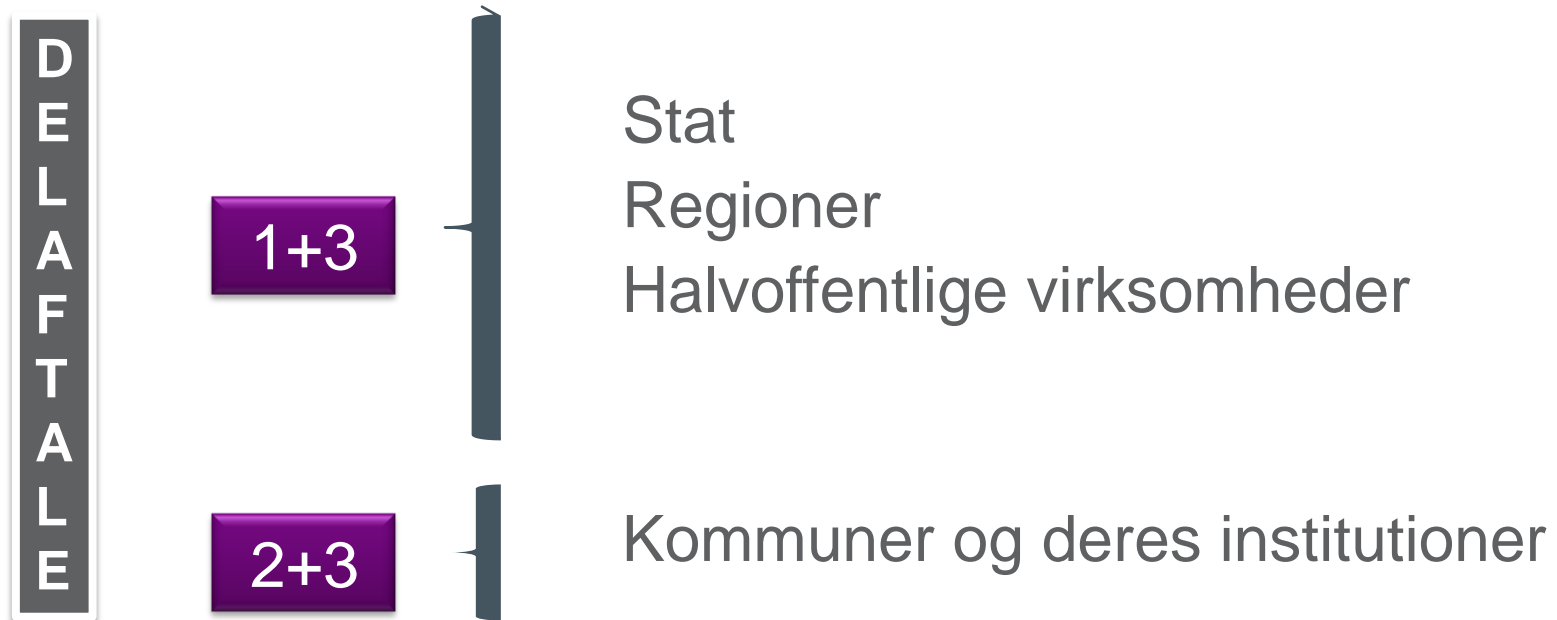 DELAFTALE
1+3
Stat
Regioner
Halvoffentlige virksomheder
2+3
Kommuner og deres institutioner